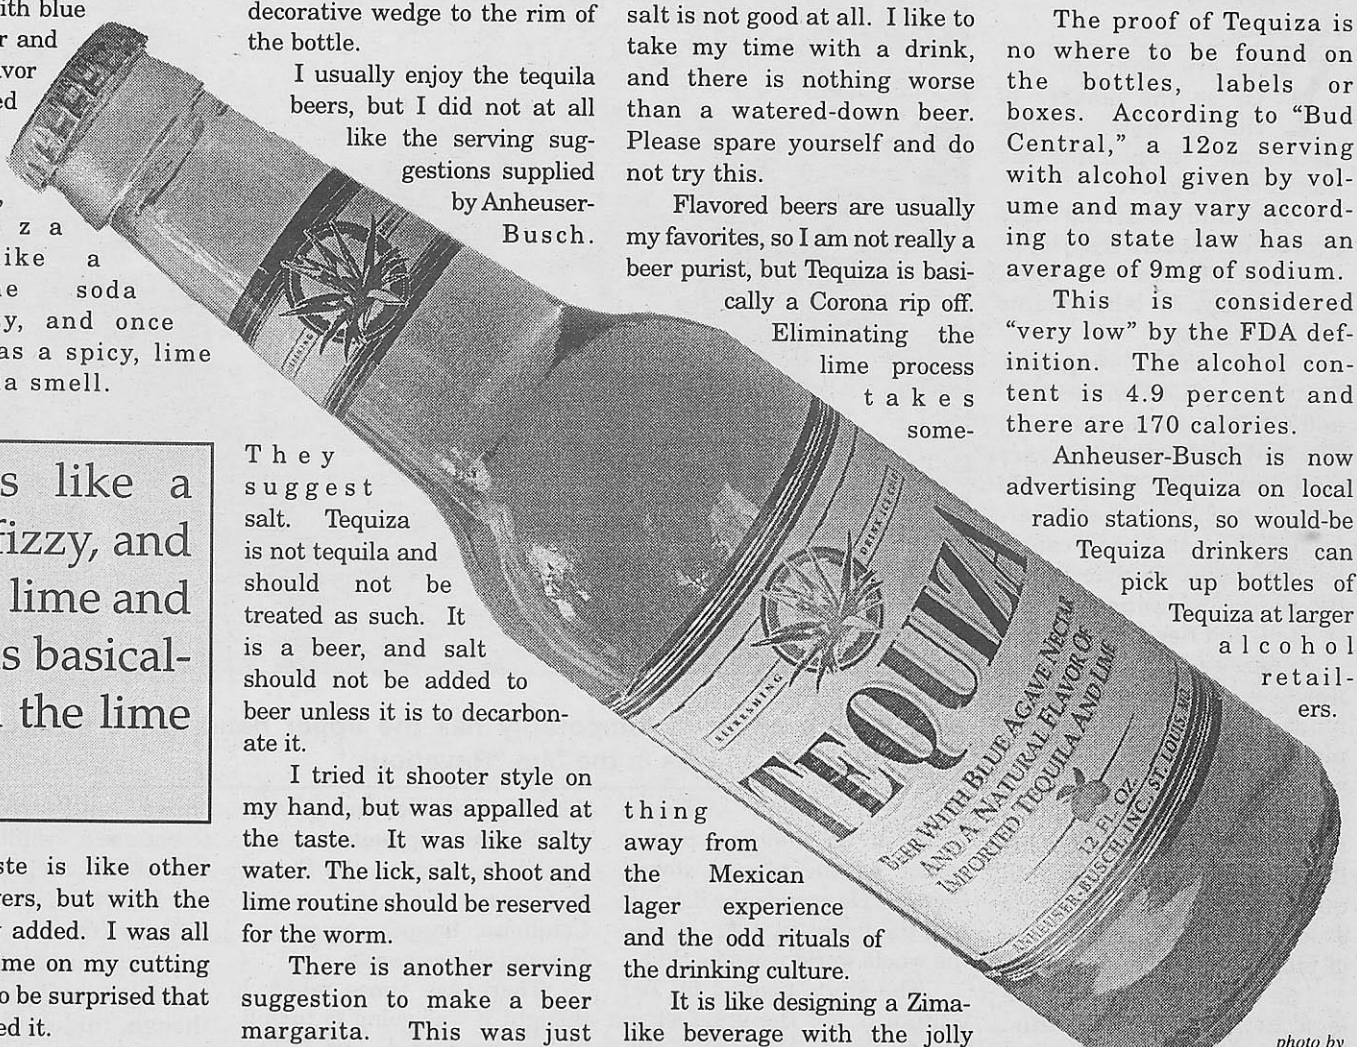 ith blue
r and
vor
ed
z a
ike a
e soda
y, and once
as a spicy, lime
a smell.
s like a
fizzy, and
lime and
s basical-
the lime
ste is like other
ers, but with the
added. I was all
me on my cutting
o be surprised that
ed it.
decorative wedge to the rim of
the bottle.
I usually enjoy the tequila
beers, but I did not at all
like the serving sug-
gestions supplied
by Anheuser-
Busch.
They
suggest
salt. Tequiza
is not tequila and
should not be
treated as such. It
is a beer, and salt
should not be added to
beer unless it is to decarbon-
ate it.
I tried it shooter style on
my hand, but was appalled at
the taste. It was like salty
water. The lick, salt, shoot and
lime routine should be reserved
for the worm.
There is another serving
suggestion to make a beer
margarita. This was just
salt is not good at all. I like to
take my time with a drink,
and there is nothing worse
than a watered-down beer.
Please spare yourself and do
not try this.
Flavored beers are usually
my favorites, so I am not really a
beer purist, but Tequiza is basi-
cally a Corona rip off.
Eliminating the
lime process
takes
some-
thing
away from
the Mexican
lager experience
and the odd rituals of
the drinking culture.
It is like designing a Zima-
like beverage with the jolly
The proof of Tequiza is
no where to be found on
the bottles, labels or
boxes. According to “Bud
Central,” a 12oz serving
with alcohol given by vol-
ume and may vary accord-
ing to state law has an
average of 9mg of sodium.
This is considered
“very low” by the FDA def-
inition. The alcohol con-
tent is 4.9 percent and
there are 170 calories.
Anheuser-Busch is now
advertising Tequiza on local
radio stations, so would-be
Tequiza drinkers can
pick up bottles of
Tequiza at larger
alcohol
retail-
ers.
REFRESHING
DRINK ICE COLD
TEQUIZA
BEER WITH BLUE AGAVE NECTAR
AND A NATURAL FLAVOR OF
IMPORTED TEQUILA AND LIME
12 FL. OZ.
ANHEUSER-BUSCH, INC., ST. LOUIS, MO.
photo by